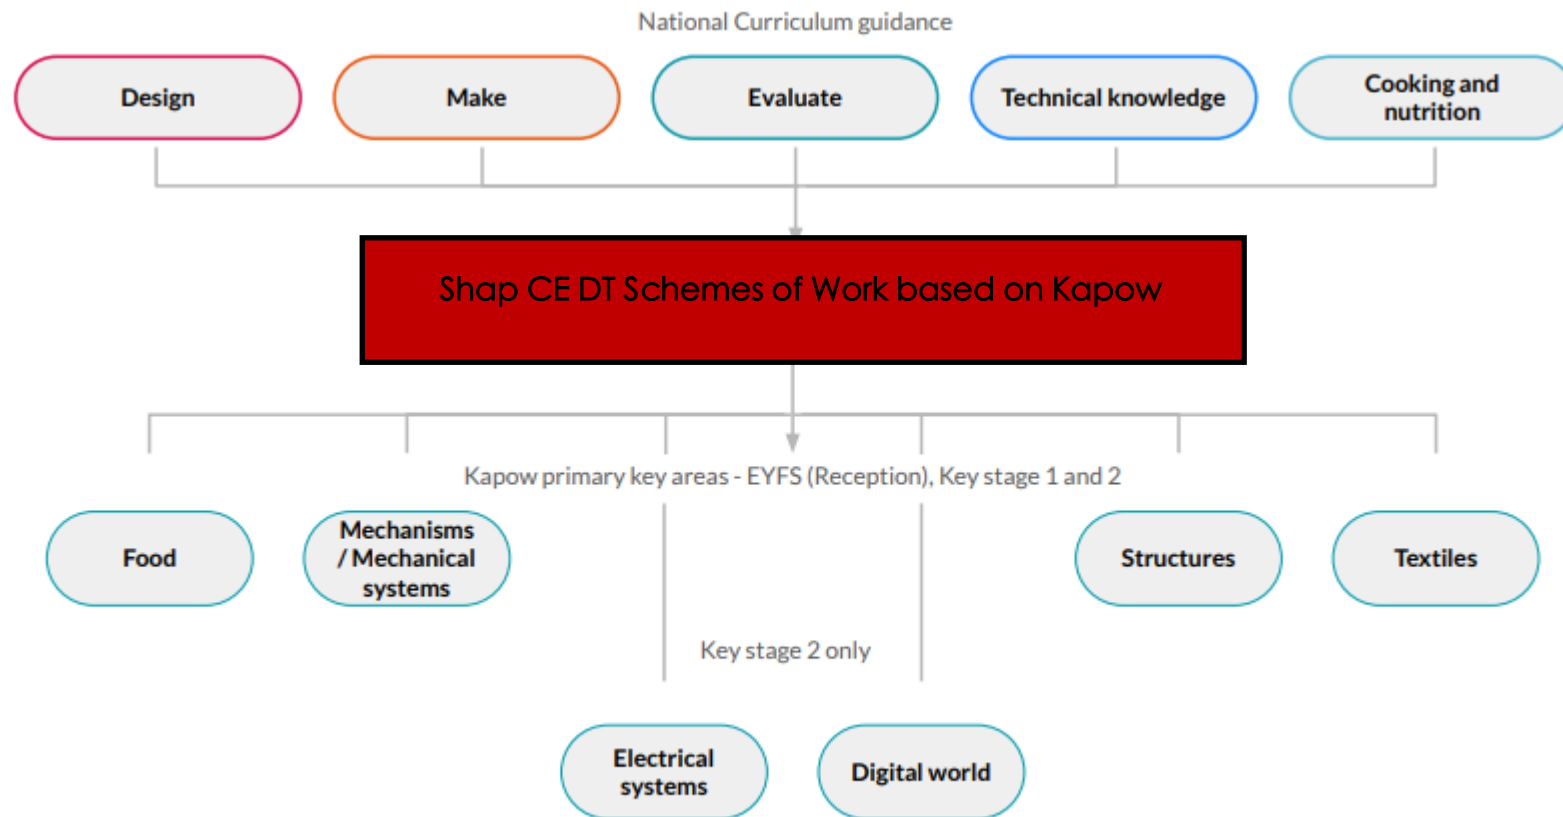 National Curriculum guidance
Design
Make
Evaluate
Technical knowledge
Cooking and
nutrition
Shap CE DT Schemes of Work based on Kapow
Kapow primary key areas - EYFS (Reception), Key stage 1 and 2
Food
Mechanisms
/ Mechanical
systems
Structures
Textiles
Key stage 2 only
Electrical
systems
Digital world